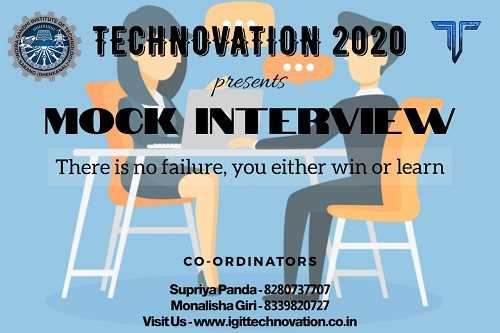 TECHNOVATION 2020
presents
MOCK INTERVIEW
There is no failure, you either win or learn
CO-ORDINATORS
Supriya Panda - 8280737707
Monalisha Giri - 8339820727
Visit Us - www.igittechnovation.co.in